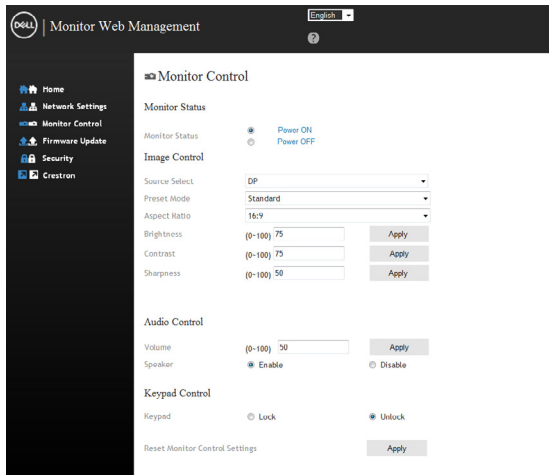 English
DELL | Monitor Web Management
?
Home
Network Settings
Monitor Control
Firmware Update
Security
Crestron
Monitor Control
Monitor Status
Monitor Status Power ON
Power OFF
Image Control
Source Select DP
Preset Mode Standard
Aspect Ratio 16:9
Brightness (0~100) 75 Apply
Contrast (0~100) 75 Apply
Sharpness (0~100) 50 Apply
Audio Control
Volume (0~100) 50 Apply
Speaker Enable Disable
Keypad Control
Keypad Lock Unlock
Reset Monitor Control Settings Apply